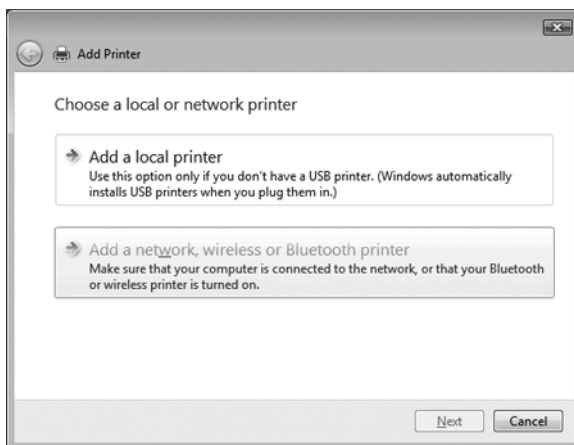 Add Printer
Choose a local or network printer
Add a local printer
Use this option only if you don't have a USB printer. (Windows automatically
installs USB printers when you plug them in.)
Add a network, wireless or Bluetooth printer
Make sure that your computer is connected to the network, or that your Bluetooth
or wireless printer is turned on.
Next Cancel